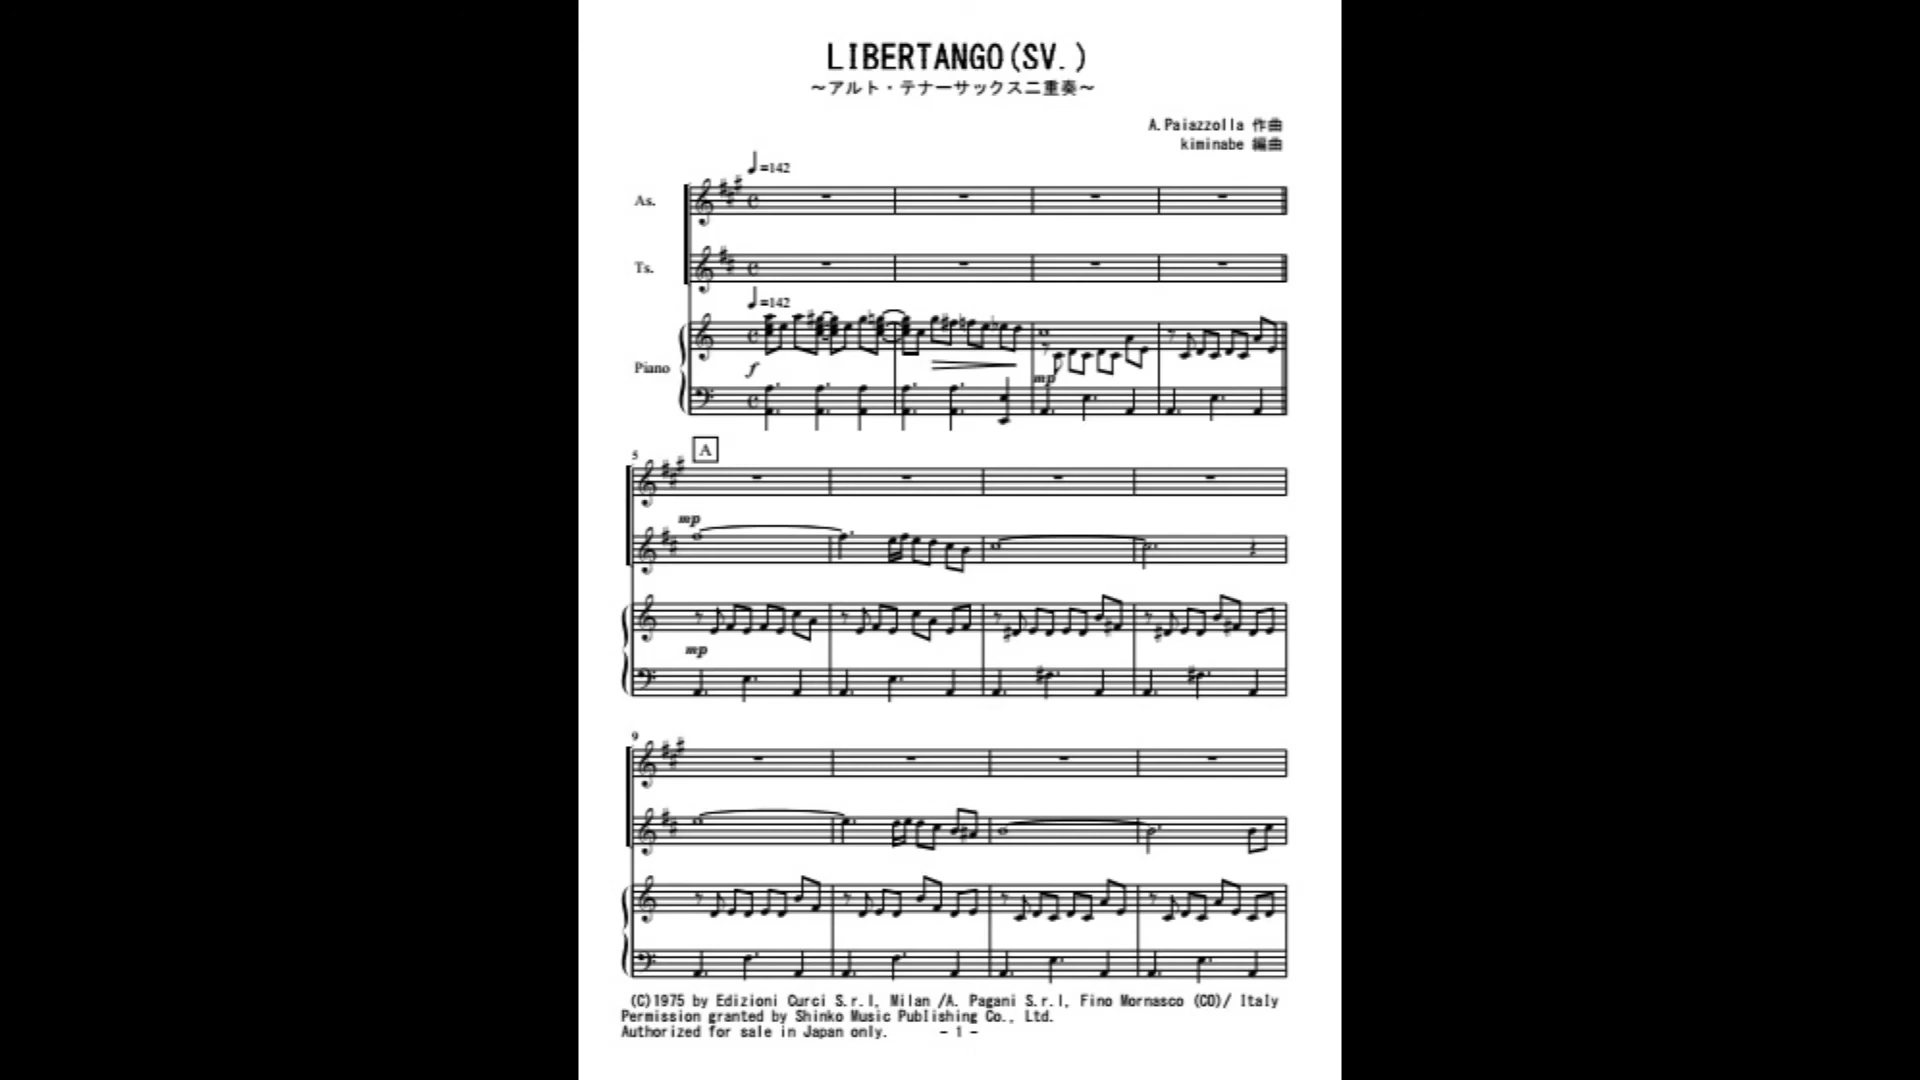 LIBERTANGO(SV.)
～アルト・テナーサックス二重奏～
A.Paiazzolla 作曲
kiminabe 編曲
=142
As.
Ts.
=142
Piano
f
mp
5
A
mp
mp
9
(C)1975 by Edizioni Curci S.r.l, Milan /A. Pagani S.r.l, Fino Mornasco (CO)/ Italy
Permission granted by Shinko Music Publishing Co., Ltd.
Authorized for sale in Japan only. - 1 -